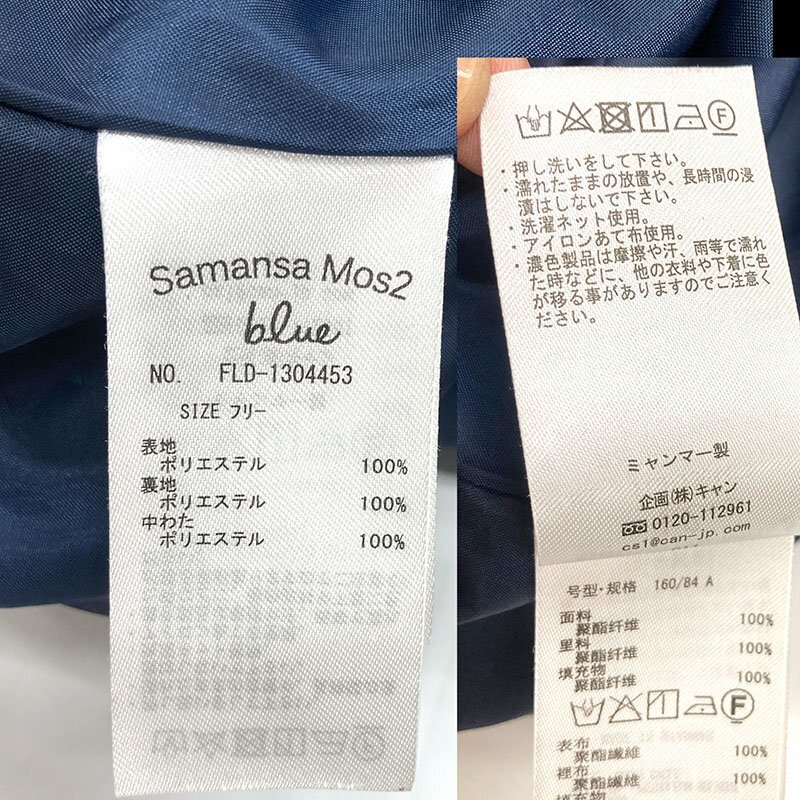 Samansa Mos2
blue
NO. FLD-1304453
SIZE フリー
表地
ポリエステル 100%
裏地
ポリエステル 100%
中わた
ポリエステル 100%
・押し洗いをして下さい。
・濡れたままの放置や、長時間の浸
漬はしないで下さい。
・洗濯ネット使用。
・アイロンあて布使用。
・濃色製品は摩擦や汗、雨等で濡れ
た時などに、他の衣料や下着に色
が移る事がありますのでご注意く
ださい。
ミャンマー製
企画(株)キャン
0120-112961
cs1@can-jp.com
号型・规格 160/84 A
面料
聚酯纤维 100%
里料
聚酯纤维 100%
填充物
聚酯纤维 100%
表布
聚酯纖維 100%
裡布
聚酯纖維 100%
填充物